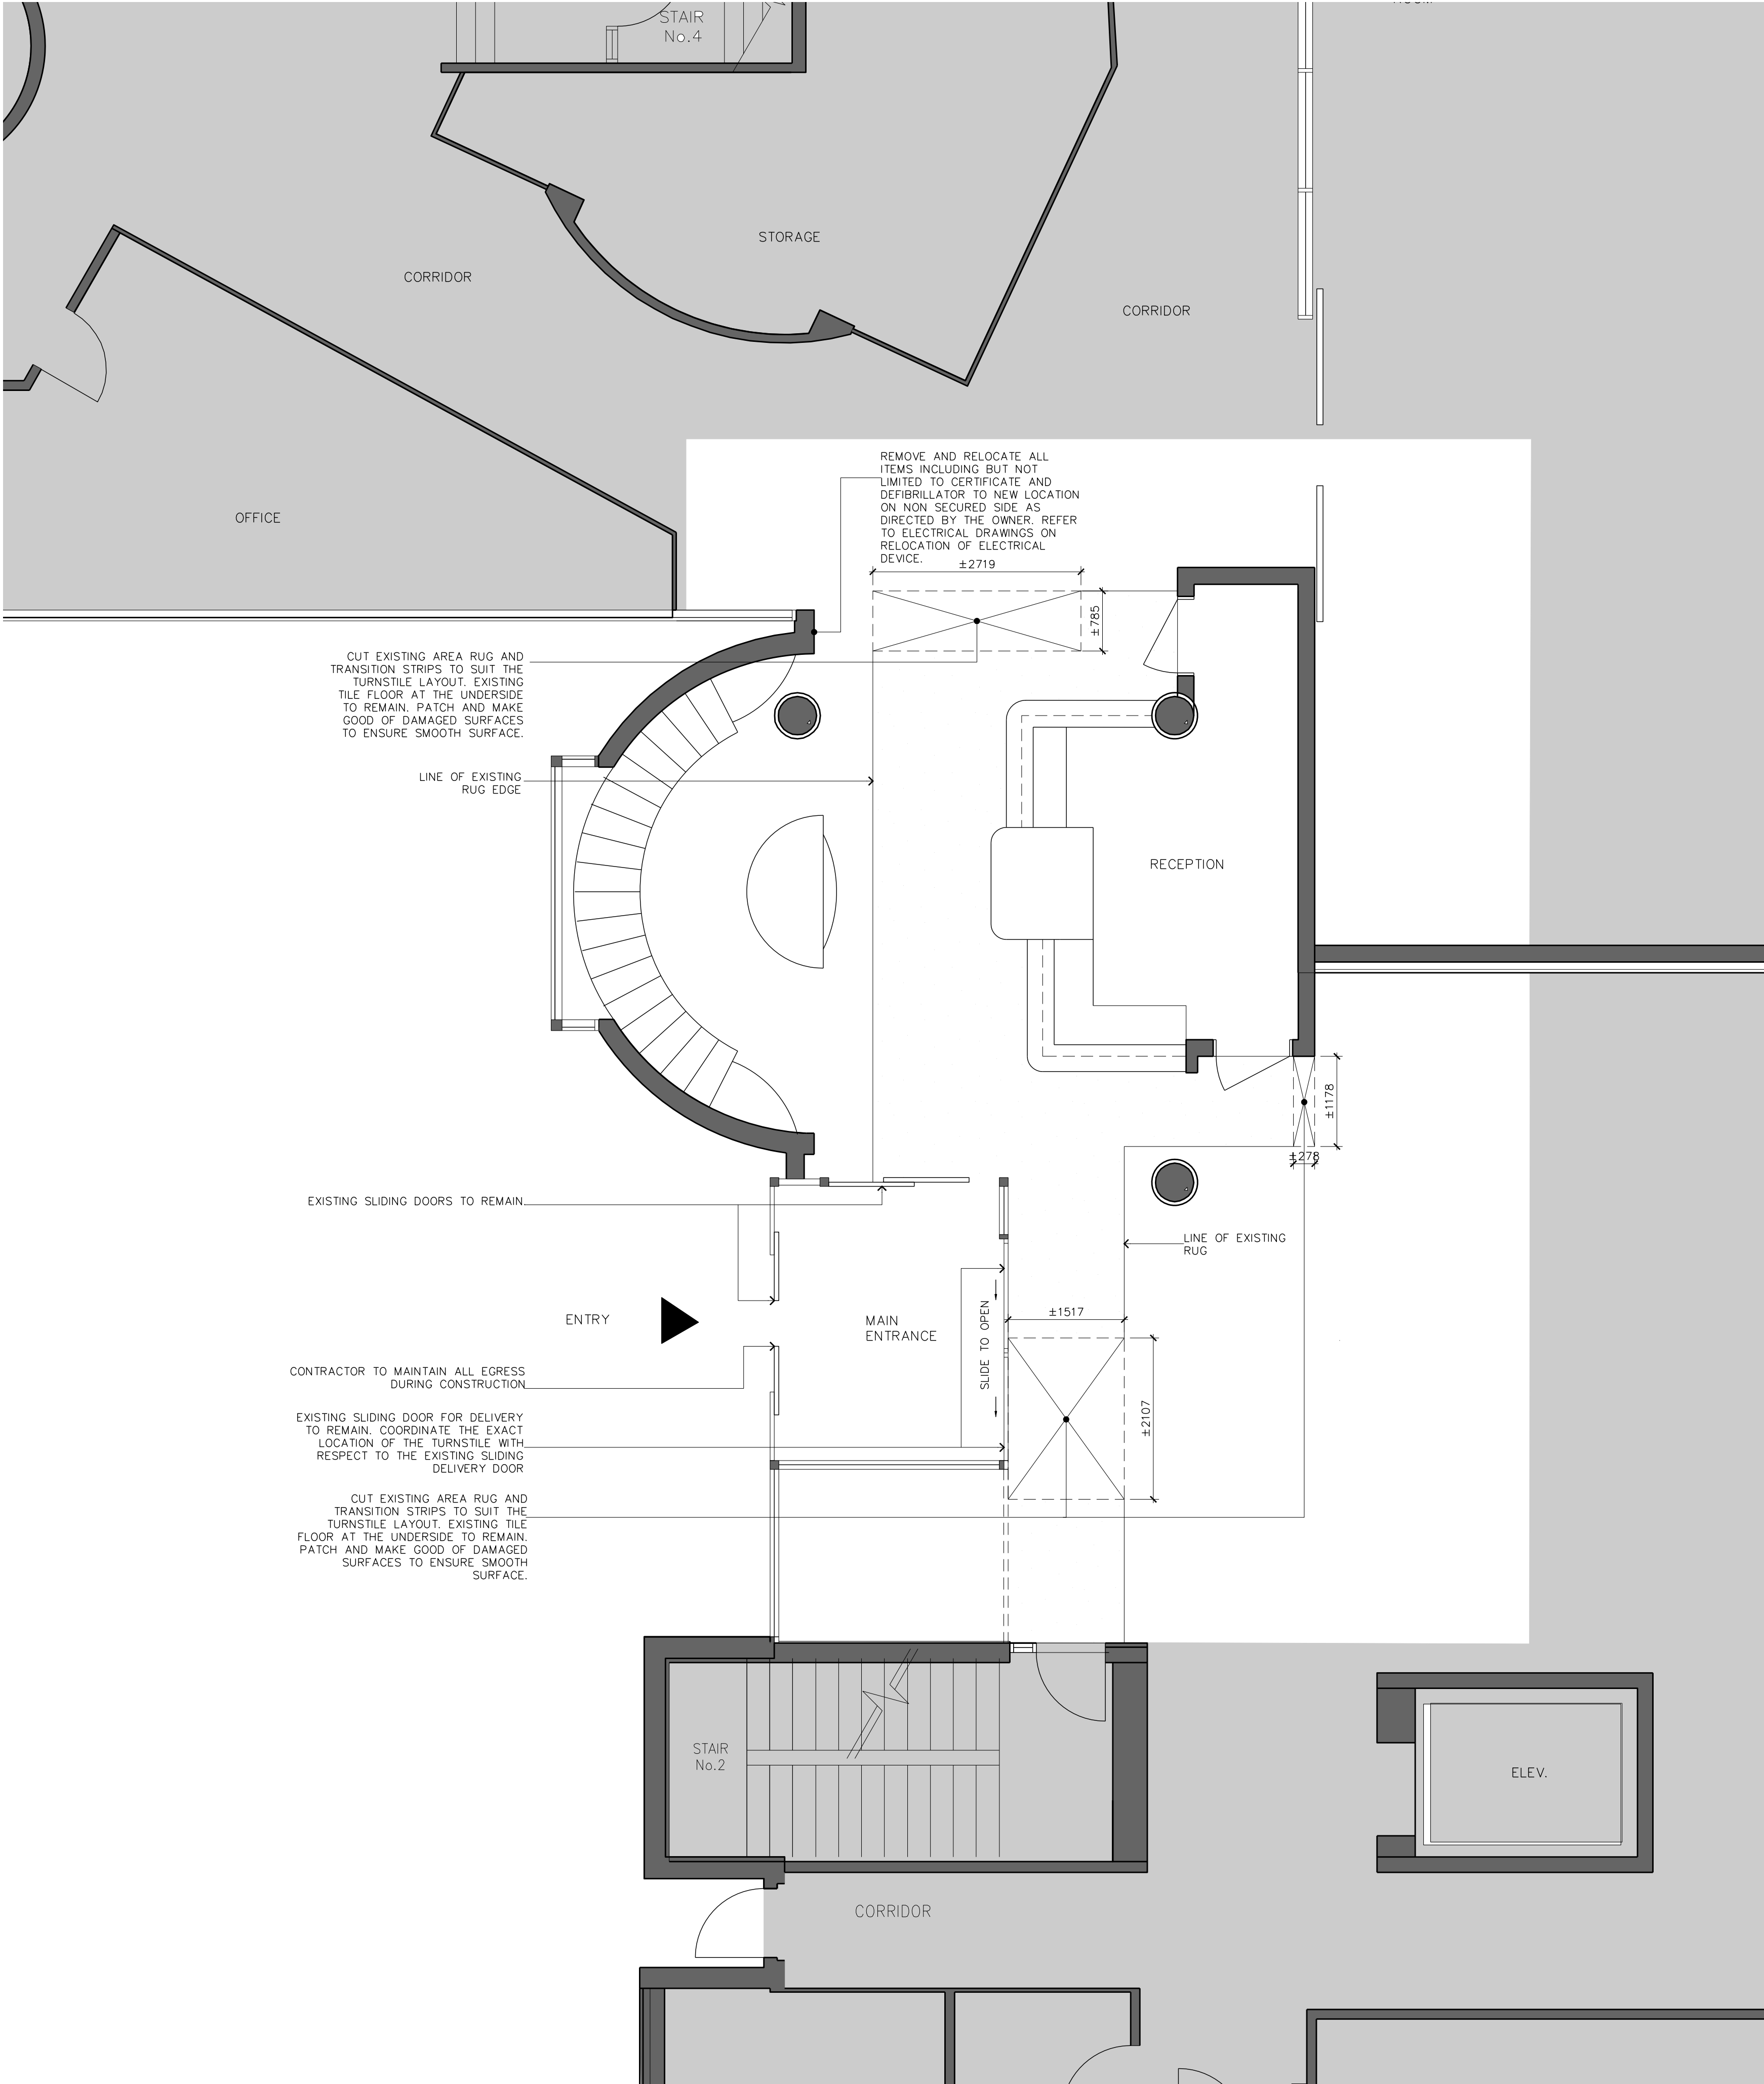 STAIR
No.4
STORAGE
CORRIDOR
CORRIDOR
OFFICE
REMOVE AND RELOCATE ALL
ITEMS INCLUDING BUT NOT
LIMITED TO CERTIFICATE AND
DEFIBRILLATOR TO NEW LOCATION
ON NON SECURED SIDE AS
DIRECTED BY THE OWNER. REFER
TO ELECTRICAL DRAWINGS ON
RELOCATION OF ELECTRICAL
DEVICE.
±2719
±785
CUT EXISTING AREA RUG AND
TRANSITION STRIPS TO SUIT THE
TURNSTILE LAYOUT. EXISTING
TILE FLOOR AT THE UNDERSIDE
TO REMAIN. PATCH AND MAKE
GOOD OF DAMAGED SURFACES
TO ENSURE SMOOTH SURFACE.
LINE OF EXISTING
RUG EDGE
RECEPTION
±1178
±278
EXISTING SLIDING DOORS TO REMAIN
LINE OF EXISTING
RUG
ENTRY
MAIN
ENTRANCE
SLIDE TO OPEN
±1517
±2107
CONTRACTOR TO MAINTAIN ALL EGRESS
DURING CONSTRUCTION
EXISTING SLIDING DOOR FOR DELIVERY
TO REMAIN. COORDINATE THE EXACT
LOCATION OF THE TURNSTILE WITH
RESPECT TO THE EXISTING SLIDING
DELIVERY DOOR
CUT EXISTING AREA RUG AND
TRANSITION STRIPS TO SUIT THE
TURNSTILE LAYOUT. EXISTING TILE
FLOOR AT THE UNDERSIDE TO REMAIN.
PATCH AND MAKE GOOD OF DAMAGED
SURFACES TO ENSURE SMOOTH
SURFACE.
STAIR
No.2
ELEV.
CORRIDOR